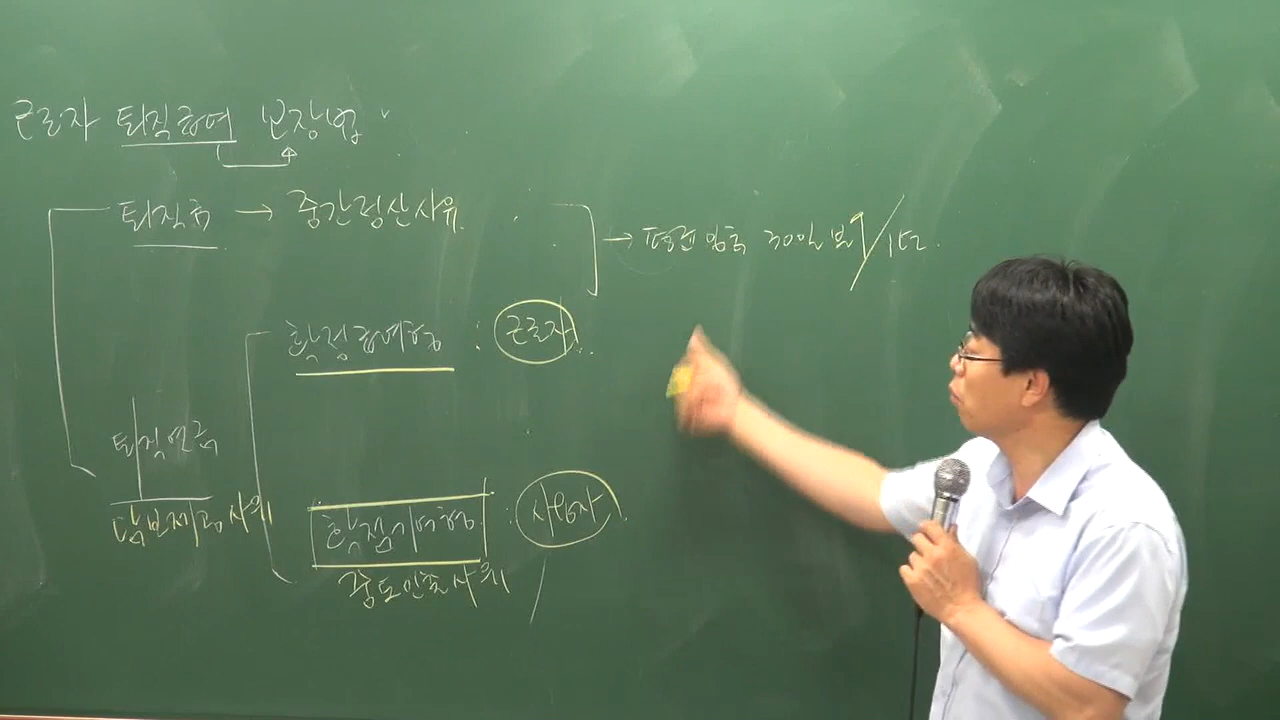 근로자 퇴직급여 보장법
퇴직금 → 중간정산사유
→ 평균임금 30일분/1년
확정급여형 : 근로자
퇴직연금
담보제공사유
확정기여형 : 사용자
중도인출사유